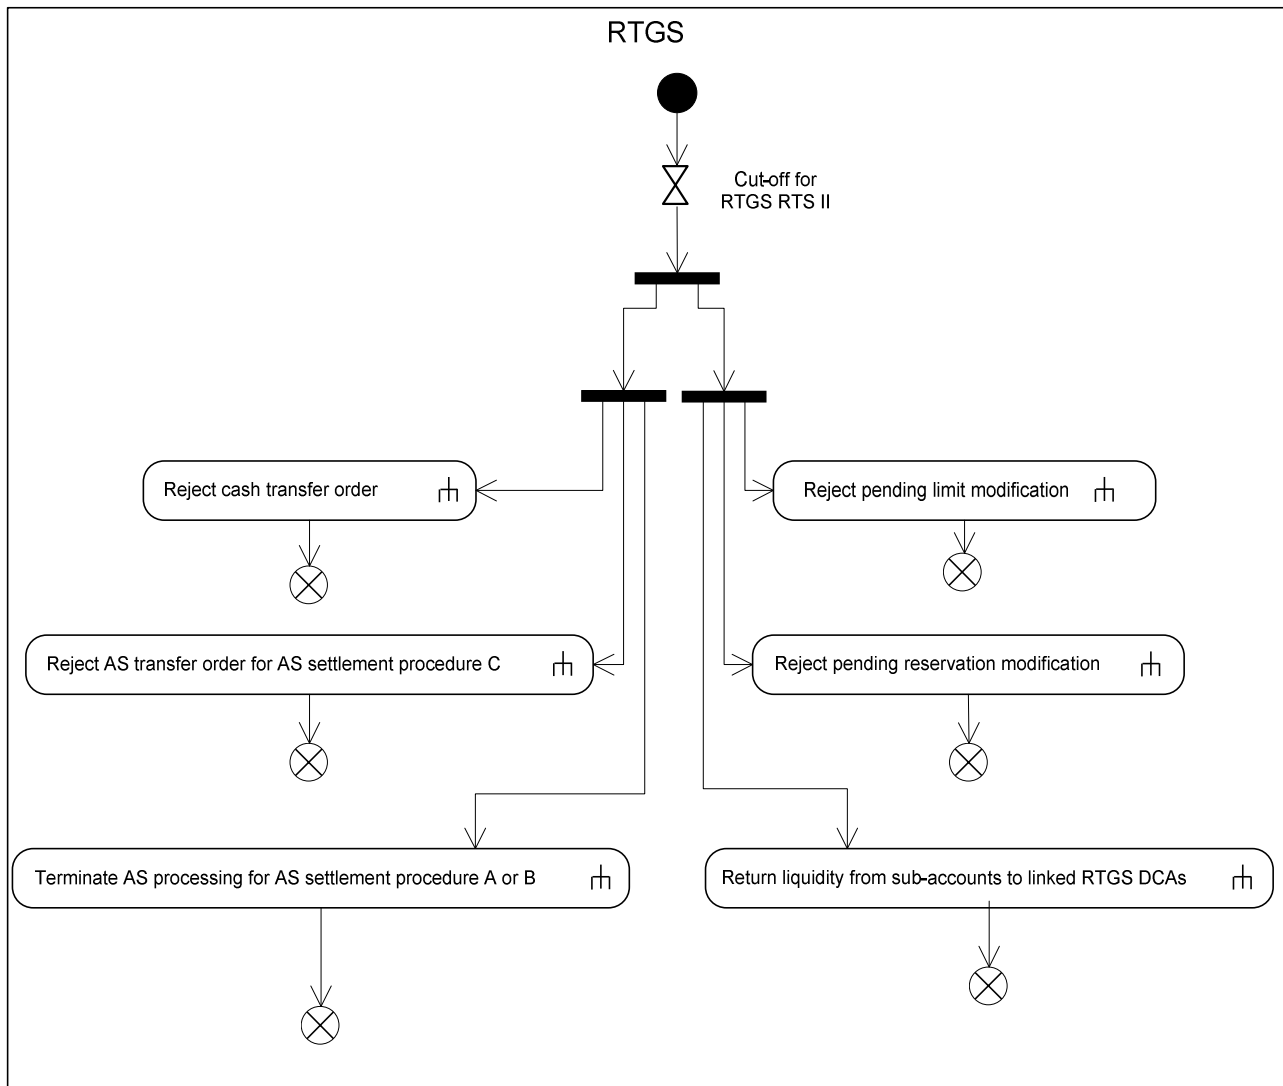 RTGS
Cut-off for
RTGS RTS II
Reject cash transfer order
Reject pending limit modification
Reject AS transfer order for AS settlement procedure C
Reject pending reservation modification
Terminate AS processing for AS settlement procedure A or B
Return liquidity from sub-accounts to linked RTGS DCAs